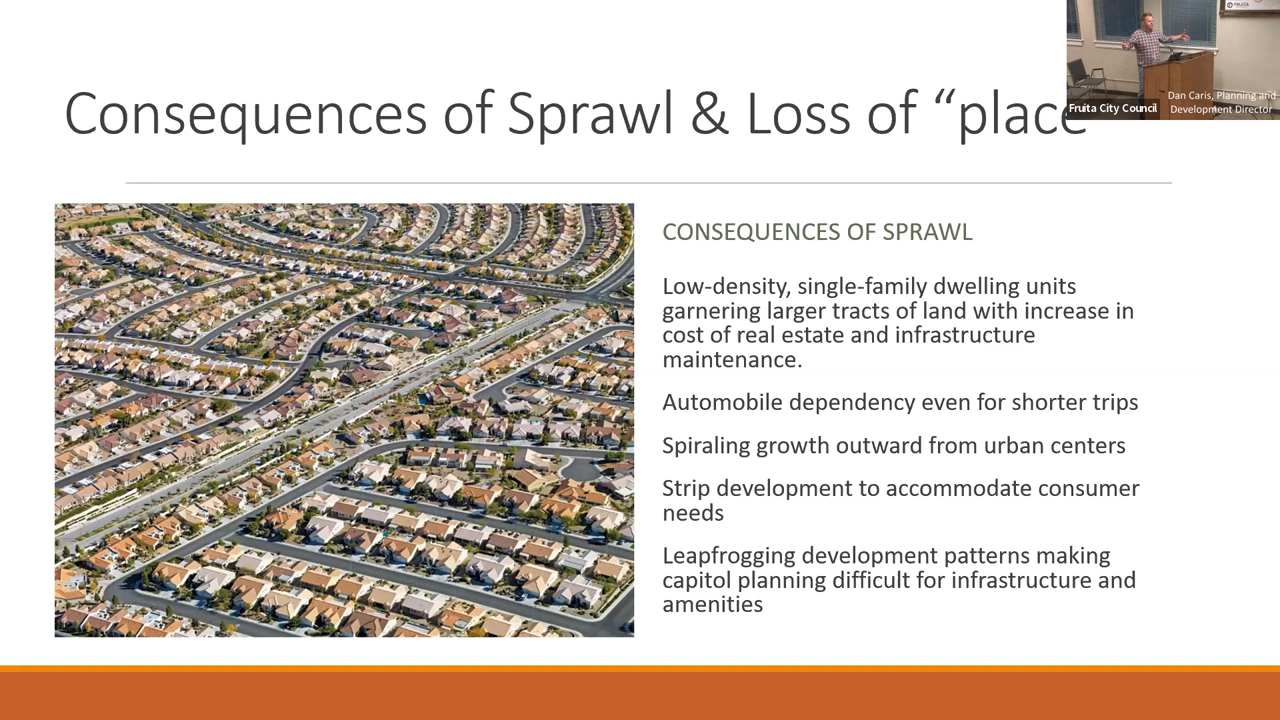 FRUITA
Consequences of Sprawl & Loss of “place
Fruita City Council
Dan Caris, Planning and
Development Director
CONSEQUENCES OF SPRAWL
Low-density, single-family dwelling units
garnering larger tracts of land with increase in
cost of real estate and infrastructure
maintenance.
Automobile dependency even for shorter trips
Spiraling growth outward from urban centers
Strip development to accommodate consumer
needs
Leapfrogging development patterns making
capitol planning difficult for infrastructure and
amenities